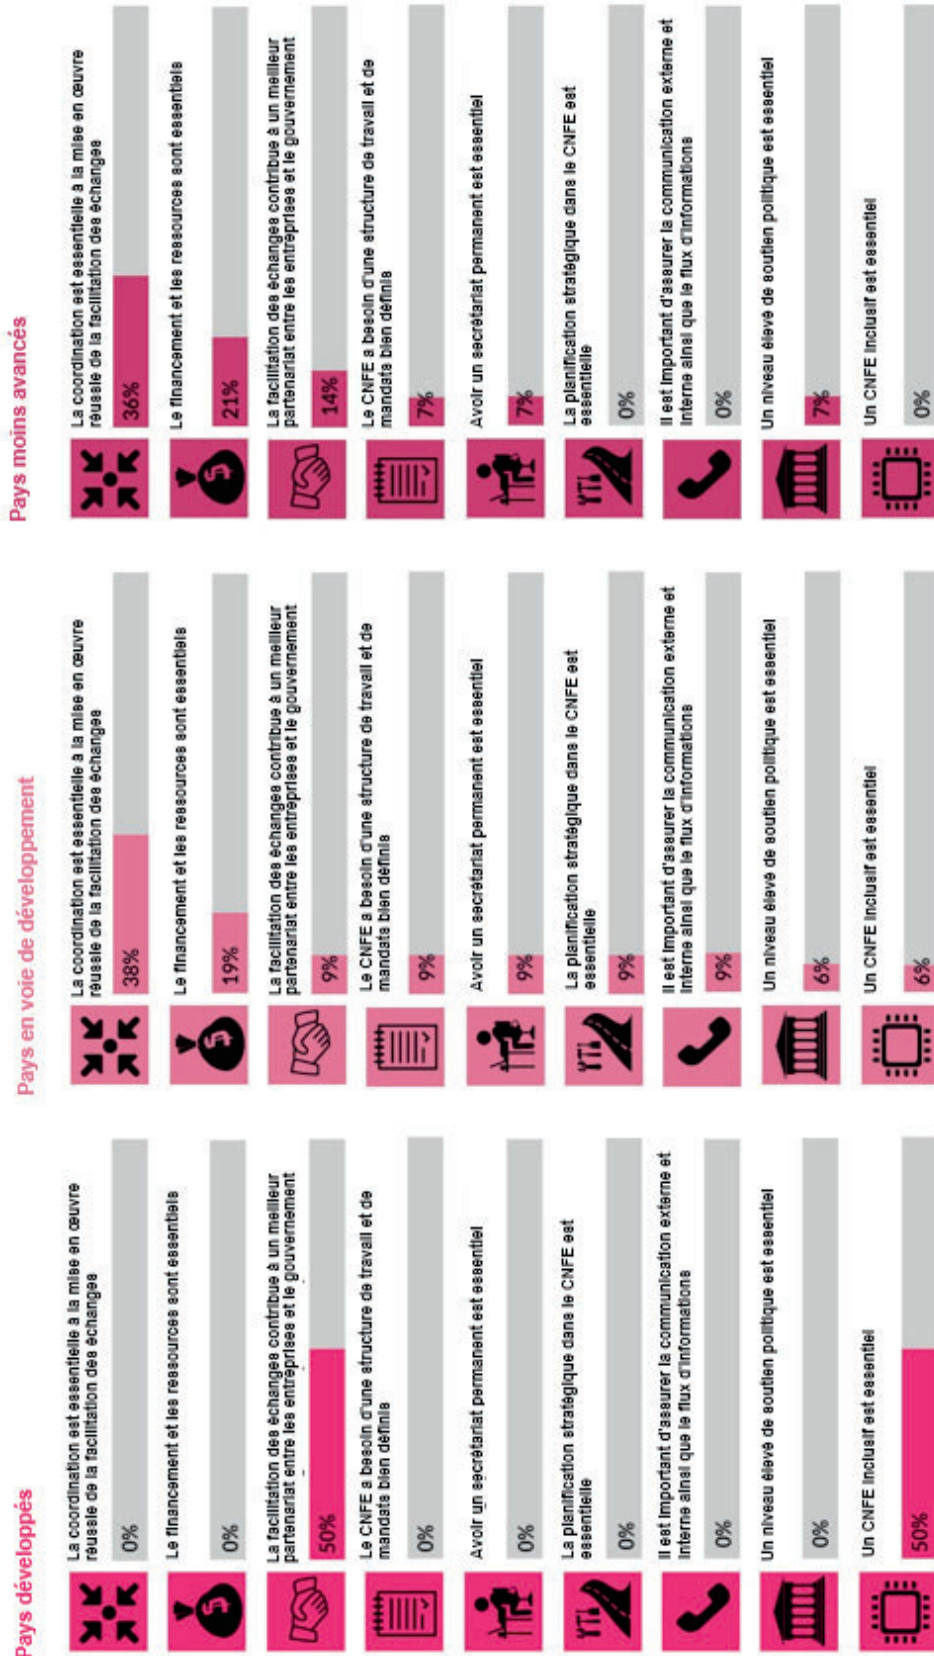 Pays développés
La coordination est essentielle à la mise en œuvre
réussie de la facilitation des échanges
0%
Le financement et les ressources sont essentiels
0%
La facilitation des échanges contribue à un meilleur
partenariat entre les entreprises et le gouvernement
50%
Le CNFE a besoin d'une structure de travail et de
mandats bien définis
0%
Avoir un secrétariat permanent est essentiel
0%
La planification stratégique dans le CNFE est
essentielle
0%
Il est important d'assurer la communication externe et
interne ainsi que le flux d'informations
0%
Un niveau élevé de soutien politique est essentiel
0%
Un CNFE inclusif est essentiel
50%
Pays en voie de développement
La coordination est essentielle à la mise en œuvre
réussie de la facilitation des échanges
38%
Le financement et les ressources sont essentiels
19%
La facilitation des échanges contribue à un meilleur
partenariat entre les entreprises et le gouvernement
9%
Le CNFE a besoin d'une structure de travail et de
mandats bien définis
9%
Avoir un secrétariat permanent est essentiel
9%
La planification stratégique dans le CNFE est
essentielle
9%
Il est important d'assurer la communication externe et
interne ainsi que le flux d'informations
9%
Un niveau élevé de soutien politique est essentiel
6%
Un CNFE inclusif est essentiel
6%
Pays moins avancés
La coordination est essentielle à la mise en œuvre
réussie de la facilitation des échanges
36%
Le financement et les ressources sont essentiels
21%
La facilitation des échanges contribue à un meilleur
partenariat entre les entreprises et le gouvernement
14%
Le CNFE a besoin d'une structure de travail et de
mandats bien définis
7%
Avoir un secrétariat permanent est essentiel
7%
La planification stratégique dans le CNFE est
essentielle
0%
Il est important d'assurer la communication externe et
interne ainsi que le flux d'informations
0%
Un niveau élevé de soutien politique est essentiel
7%
Un CNFE inclusif est essentiel
0%